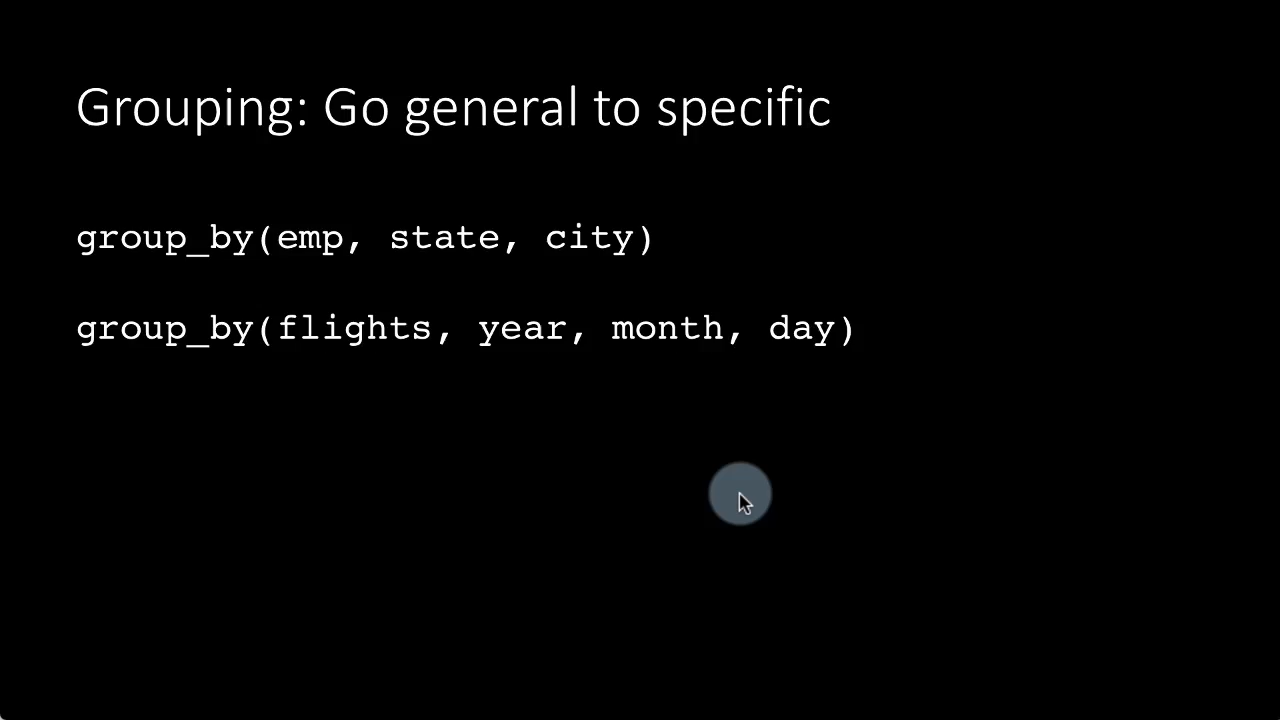 Grouping: Go general to specific
group_by(emp, state, city)
group_by(flights, year, month, day)